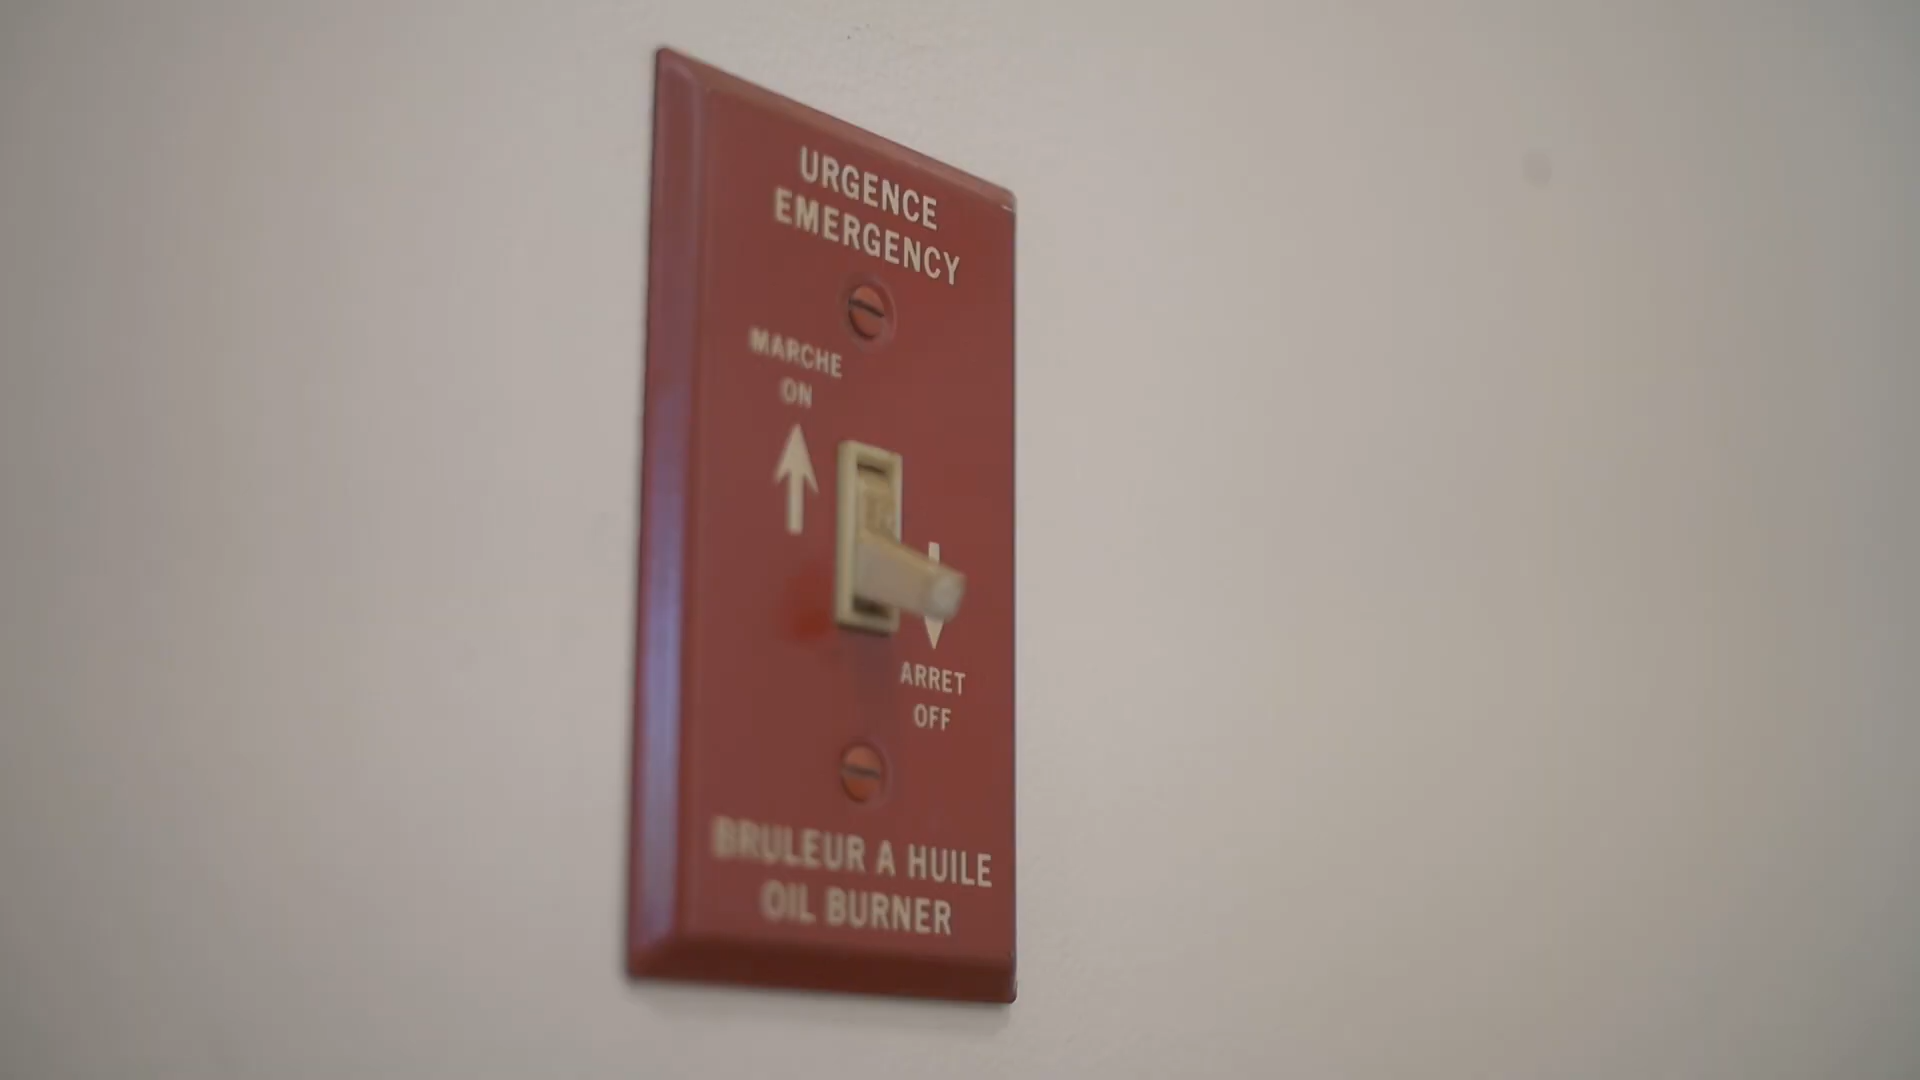 URGENCE
EMERGENCY
MARCHE
ON
ARRET
OFF
BRULEUR A HUILE
OIL BURNER